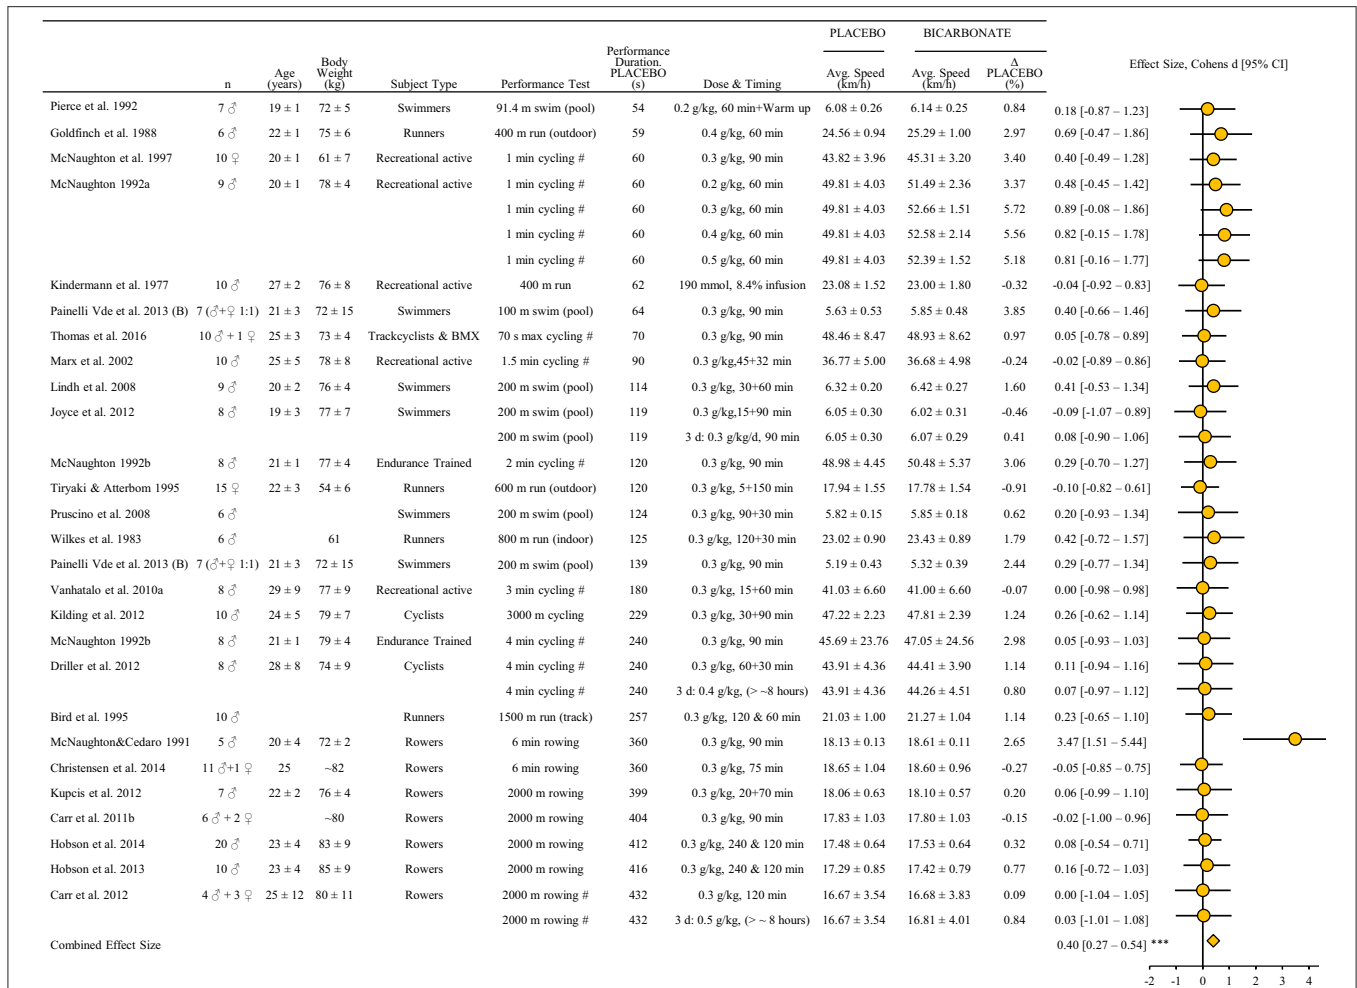 PLACEBO BICARBONATE
n Age (years) Body Weight (kg) Subject Type Performance Test Performance Duration. PLACEBO (s) Dose & Timing Avg. Speed (km/h) Avg. Speed (km/h) Δ PLACEBO (%) Effect Size, Cohens d [95% CI]
Pierce et al. 1992 7 ♂ 19 ± 1 72 ± 5 Swimmers 91.4 m swim (pool) 54 0.2 g/kg, 60 min+Warm up 6.08 ± 0.26 6.14 ± 0.25 0.84 0.18 [-0.87 – 1.23]
Goldfinch et al. 1988 6 ♂ 22 ± 1 75 ± 6 Runners 400 m run (outdoor) 59 0.4 g/kg, 60 min 24.56 ± 0.94 25.29 ± 1.00 2.97 0.69 [-0.47 – 1.86]
McNaughton et al. 1997 10 ♀ 20 ± 1 61 ± 7 Recreational active 1 min cycling # 60 0.3 g/kg, 90 min 43.82 ± 3.96 45.31 ± 3.20 3.40 0.40 [-0.49 – 1.28]
McNaughton 1992a 9 ♂ 20 ± 1 78 ± 4 Recreational active 1 min cycling # 60 0.2 g/kg, 60 min 49.81 ± 4.03 51.49 ± 2.36 3.37 0.48 [-0.45 – 1.42]
1 min cycling # 60 0.3 g/kg, 60 min 49.81 ± 4.03 52.66 ± 1.51 5.72 0.89 [-0.08 – 1.86]
1 min cycling # 60 0.4 g/kg, 60 min 49.81 ± 4.03 52.58 ± 2.14 5.56 0.82 [-0.15 – 1.78]
1 min cycling # 60 0.5 g/kg, 60 min 49.81 ± 4.03 52.39 ± 1.52 5.18 0.81 [-0.16 – 1.77]
Kindermann et al. 1977 10 ♂ 27 ± 2 76 ± 8 Recreational active 400 m run 62 190 mmol, 8.4% infusion 23.08 ± 1.52 23.00 ± 1.80 -0.32 -0.04 [-0.92 – 0.83]
Painelli Vde et al. 2013 (B) 7 (♂+♀ 1:1) 21 ± 3 72 ± 15 Swimmers 100 m swim (pool) 64 0.3 g/kg, 90 min 5.63 ± 0.53 5.85 ± 0.48 3.85 0.40 [-0.66 – 1.46]
Thomas et al. 2016 10 ♂ + 1 ♀ 25 ± 3 73 ± 4 Trackcyclists & BMX 70 s max cycling # 70 0.3 g/kg, 90 min 48.46 ± 8.47 48.93 ± 8.62 0.97 0.05 [-0.78 – 0.89]
Marx et al. 2002 10 ♂ 25 ± 5 78 ± 8 Recreational active 1.5 min cycling # 90 0.3 g/kg,45+32 min 36.77 ± 5.00 36.68 ± 4.98 -0.24 -0.02 [-0.89 – 0.86]
Lindh et al. 2008 9 ♂ 20 ± 2 76 ± 4 Swimmers 200 m swim (pool) 114 0.3 g/kg, 30+60 min 6.32 ± 0.20 6.42 ± 0.27 1.60 0.41 [-0.53 – 1.34]
Joyce et al. 2012 8 ♂ 19 ± 3 77 ± 7 Swimmers 200 m swim (pool) 119 0.3 g/kg,15+90 min 6.05 ± 0.30 6.02 ± 0.31 -0.46 -0.09 [-1.07 – 0.89]
200 m swim (pool) 119 3 d: 0.3 g/kg/d, 90 min 6.05 ± 0.30 6.07 ± 0.29 0.41 0.08 [-0.90 – 1.06]
McNaughton 1992b 8 ♂ 21 ± 1 77 ± 4 Endurance Trained 2 min cycling # 120 0.3 g/kg, 90 min 48.98 ± 4.45 50.48 ± 5.37 3.06 0.29 [-0.70 – 1.27]
Tiryaki & Atterbom 1995 15 ♀ 22 ± 3 54 ± 6 Runners 600 m run (outdoor) 120 0.3 g/kg, 5+150 min 17.94 ± 1.55 17.78 ± 1.54 -0.91 -0.10 [-0.82 – 0.61]
Pruscino et al. 2008 6 ♂ Swimmers 200 m swim (pool) 124 0.3 g/kg, 90+30 min 5.82 ± 0.15 5.85 ± 0.18 0.62 0.20 [-0.93 – 1.34]
Wilkes et al. 1983 6 ♂ 61 Runners 800 m run (indoor) 125 0.3 g/kg, 120+30 min 23.02 ± 0.90 23.43 ± 0.89 1.79 0.42 [-0.72 – 1.57]
Painelli Vde et al. 2013 (B) 7 (♂+♀ 1:1) 21 ± 3 72 ± 15 Swimmers 200 m swim (pool) 139 0.3 g/kg, 90 min 5.19 ± 0.43 5.32 ± 0.39 2.44 0.29 [-0.77 – 1.34]
Vanhatalo et al. 2010a 8 ♂ 29 ± 9 77 ± 9 Recreational active 3 min cycling # 180 0.3 g/kg, 15+60 min 41.03 ± 6.60 41.00 ± 6.60 -0.07 0.00 [-0.98 – 0.98]
Kilding et al. 2012 10 ♂ 24 ± 5 79 ± 7 Cyclists 3000 m cycling 229 0.3 g/kg, 30+90 min 47.22 ± 2.23 47.81 ± 2.39 1.24 0.26 [-0.62 – 1.14]
McNaughton 1992b 8 ♂ 21 ± 1 79 ± 4 Endurance Trained 4 min cycling # 240 0.3 g/kg, 90 min 45.69 ± 23.76 47.05 ± 24.56 2.98 0.05 [-0.93 – 1.03]
Driller et al. 2012 8 ♂ 28 ± 8 74 ± 9 Cyclists 4 min cycling # 240 0.3 g/kg, 60+30 min 43.91 ± 4.36 44.41 ± 3.90 1.14 0.11 [-0.94 – 1.16]
4 min cycling # 240 3 d: 0.4 g/kg, (> ~8 hours) 43.91 ± 4.36 44.26 ± 4.51 0.80 0.07 [-0.97 – 1.12]
Bird et al. 1995 10 ♂ Runners 1500 m run (track) 257 0.3 g/kg, 120 & 60 min 21.03 ± 1.00 21.27 ± 1.04 1.14 0.23 [-0.65 – 1.10]
McNaughton&Cedaro 1991 5 ♂ 20 ± 4 72 ± 2 Rowers 6 min rowing 360 0.3 g/kg, 90 min 18.13 ± 0.13 18.61 ± 0.11 2.65 3.47 [1.51 – 5.44]
Christensen et al. 2014 11 ♂+1 ♀ 25 ~82 Rowers 6 min rowing 360 0.3 g/kg, 75 min 18.65 ± 1.04 18.60 ± 0.96 -0.27 -0.05 [-0.85 – 0.75]
Kupcis et al. 2012 7 ♂ 22 ± 2 76 ± 4 Rowers 2000 m rowing 399 0.3 g/kg, 20+70 min 18.06 ± 0.63 18.10 ± 0.57 0.20 0.06 [-0.99 – 1.10]
Carr et al. 2011b 6 ♂ + 2 ♀ ~80 Rowers 2000 m rowing 404 0.3 g/kg, 90 min 17.83 ± 1.03 17.80 ± 1.03 -0.15 -0.02 [-1.00 – 0.96]
Hobson et al. 2014 20 ♂ 23 ± 4 83 ± 9 Rowers 2000 m rowing 412 0.3 g/kg, 240 & 120 min 17.48 ± 0.64 17.53 ± 0.64 0.32 0.08 [-0.54 – 0.71]
Hobson et al. 2013 10 ♂ 23 ± 4 85 ± 9 Rowers 2000 m rowing 416 0.3 g/kg, 240 & 120 min 17.29 ± 0.85 17.42 ± 0.79 0.77 0.16 [-0.72 – 1.03]
Carr et al. 2012 4 ♂ + 3 ♀ 25 ± 12 80 ± 11 Rowers 2000 m rowing # 432 0.3 g/kg, 120 min 16.67 ± 3.54 16.68 ± 3.83 0.09 0.00 [-1.04 – 1.05]
2000 m rowing # 432 3 d: 0.5 g/kg, (> ~ 8 hours) 16.67 ± 3.54 16.81 ± 4.01 0.84 0.03 [-1.01 – 1.08]
Combined Effect Size 0.40 [0.27 – 0.54] ***
-2 -1 0 1 2 3 4